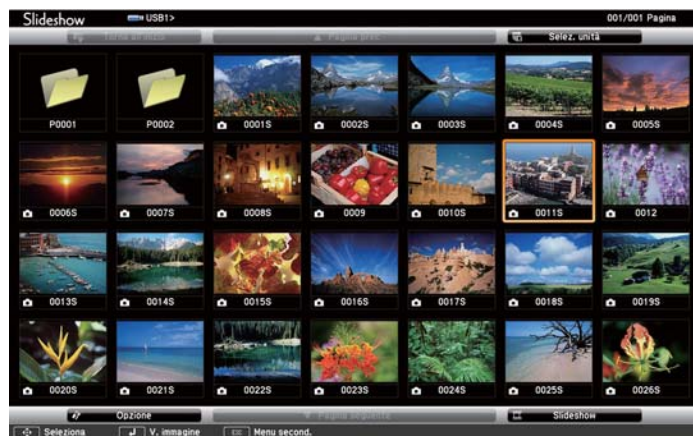 Slideshow USB1> 001/001 Pagina
Torna all'inizio Pagina prec. Selez. unità
P0001 P0002 0001S 0002S 0003S 0004S 0005S
0006S 0007S 0008S 0009 0010S 0011S 0012
0013S 0014S 0015S 0016S 0017S 0018S 0019S
0020S 0021S 0022S 0023S 0024S 0025S 0026S
Opzione Pagina seguente Slideshow
Seleziona V. immagine Esc Menu second.